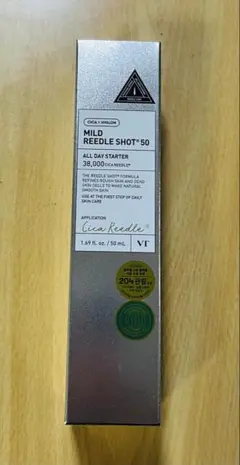 CICA + HYALON
MILD
REEDLE SHOT® 50
ALL DAY STARTER
38,000 CICA REEDLE®
THE REEDLE SHOT® FORMULA
REFINES ROUGH SKIN AND DEAD
SKIN CELLS TO MAKE NATURAL
SMOOTH SKIN
USE AT THE FIRST STEP OF DAILY
SKIN CARE
APPLICATION
Cica Reedle®
1.69 fl. oz. / 50 mL
VT